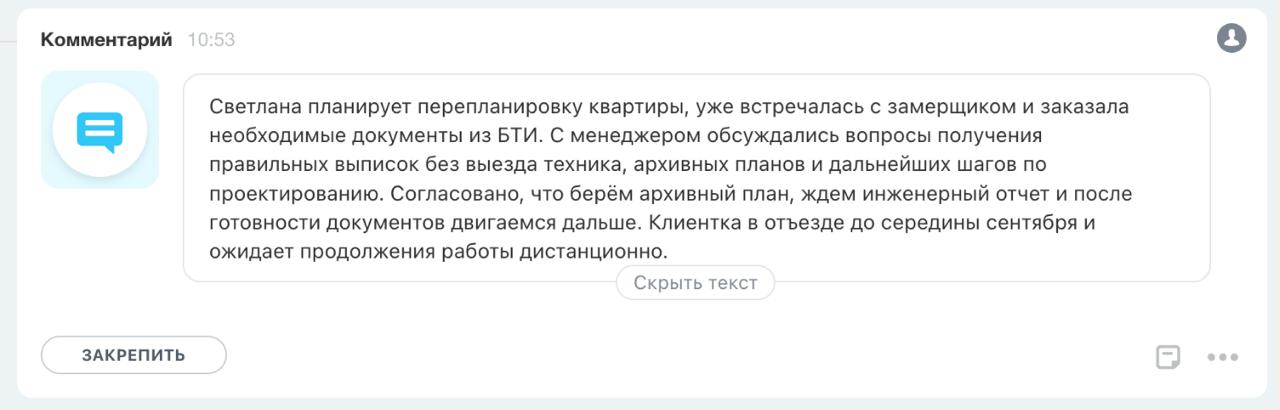 Комментарий 10:53
Светлана планирует перепланировку квартиры, уже встречалась с замерщиком и заказала
необходимые документы из БТИ. С менеджером обсуждались вопросы получения
правильных выписок без выезда техника, архивных планов и дальнейших шагов по
проектированию. Согласовано, что берём архивный план, ждем инженерный отчет и после
готовности документов двигаемся дальше. Клиентка в отъезде до середины сентября и
ожидает продолжения работы дистанционно.
Скрыть текст
ЗАКРЕПИТЬ